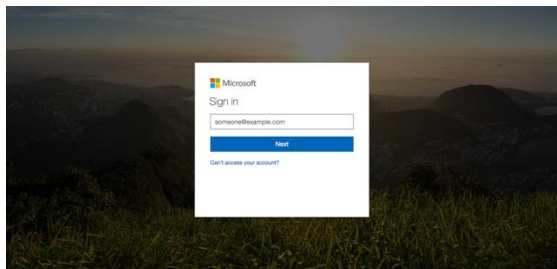 Microsoft
Sign in
someone@example.com
Next
Can't access your account?